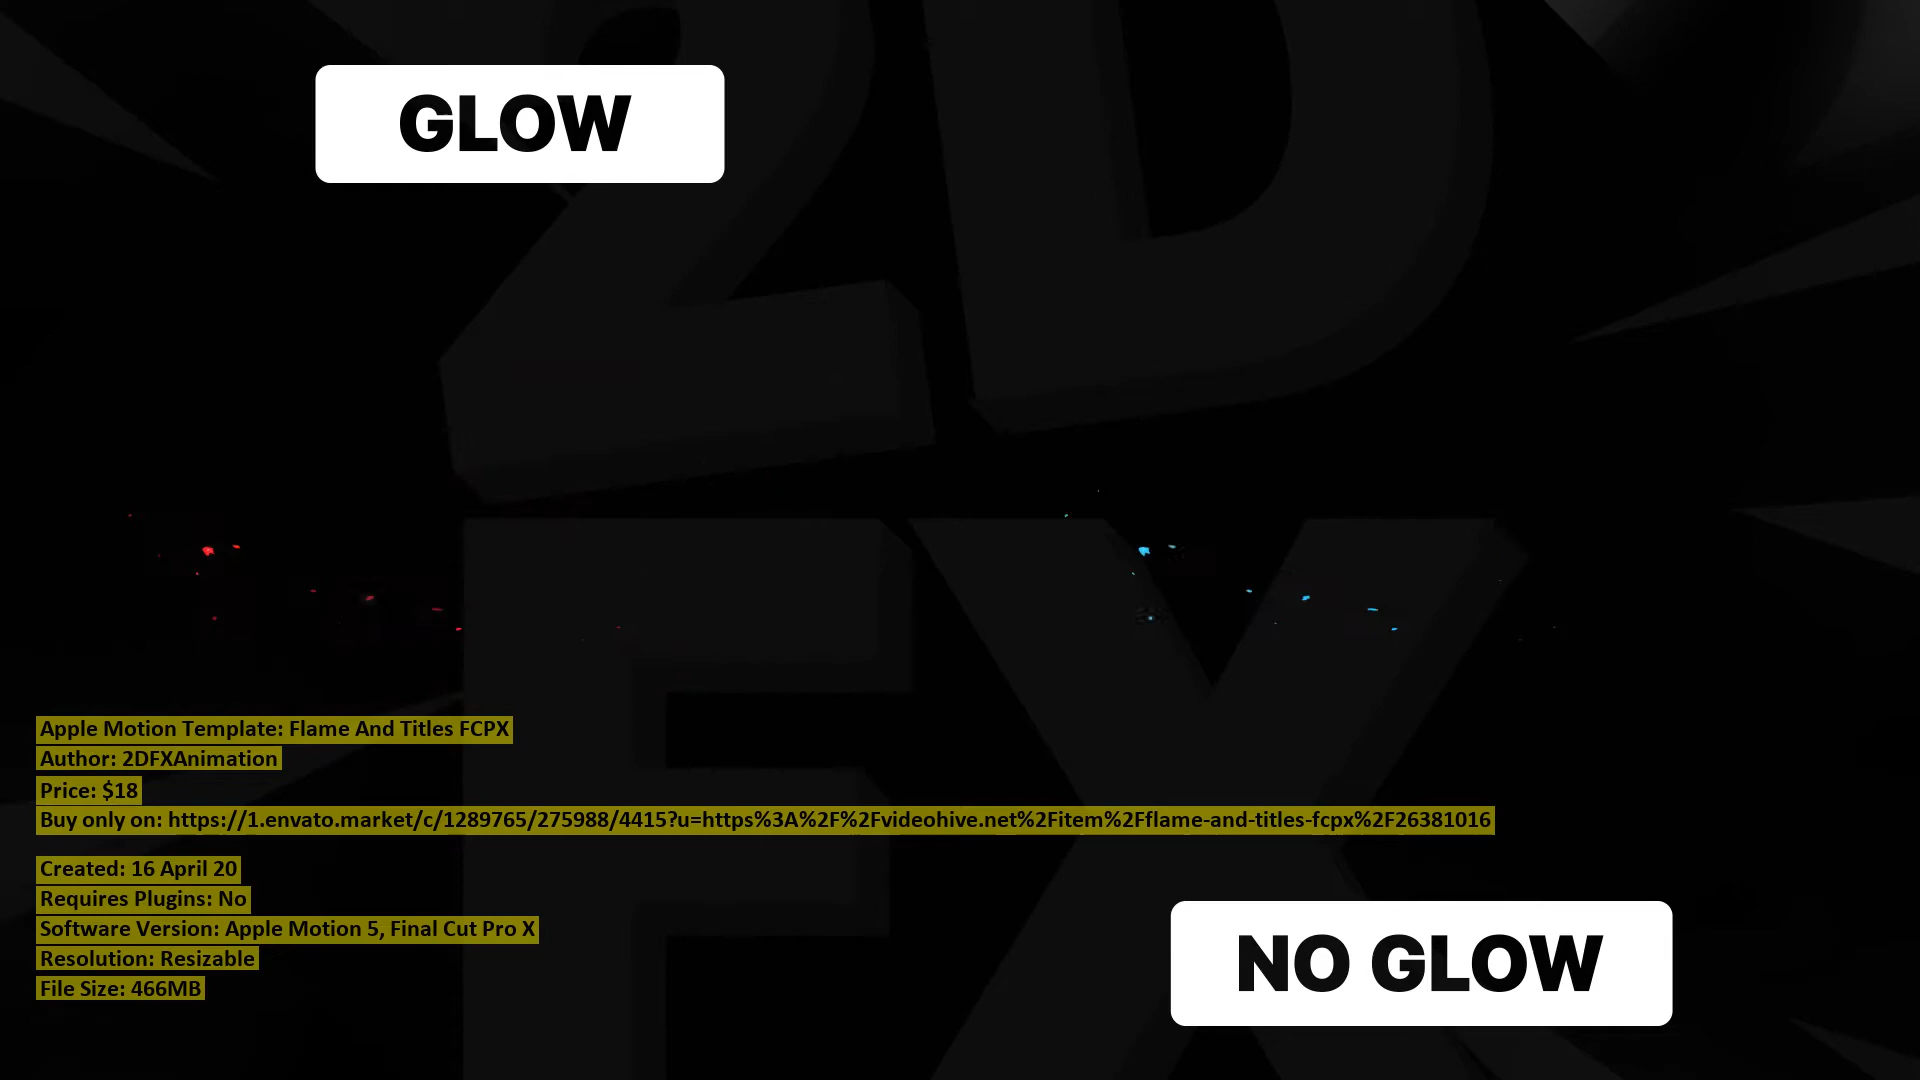 2D
GLOW
FX
Apple Motion Template: Flame And Titles FCPX
Author: 2DFXAnimation
Price: $18
Buy only on: https://1.envato.market/c/1289765/275988/4415?u=https%3A%2F%2Fvideohive.net%2Fitem%2Fflame-and-titles-fcpx%2F26381016
Created: 16 April 20
Requires Plugins: No
Software Version: Apple Motion 5, Final Cut Pro X
Resolution: Resizable
File Size: 466MB
NO GLOW